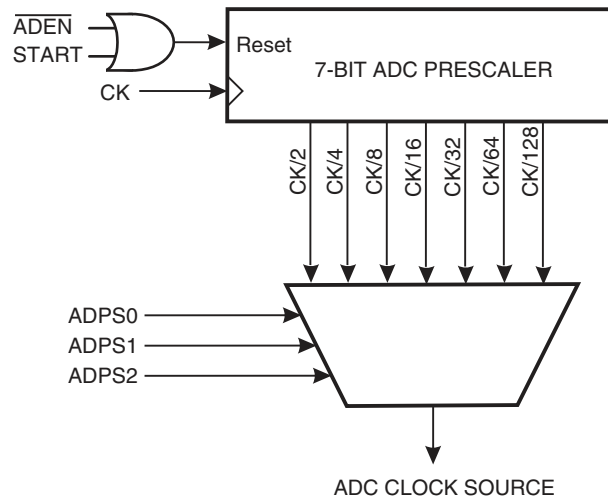 ADEN
START
Reset
7-BIT ADC PRESCALER
CK
CK/2
CK/4
CK/8
CK/16
CK/32
CK/64
CK/128
ADPS0
ADPS1
ADPS2
ADC CLOCK SOURCE